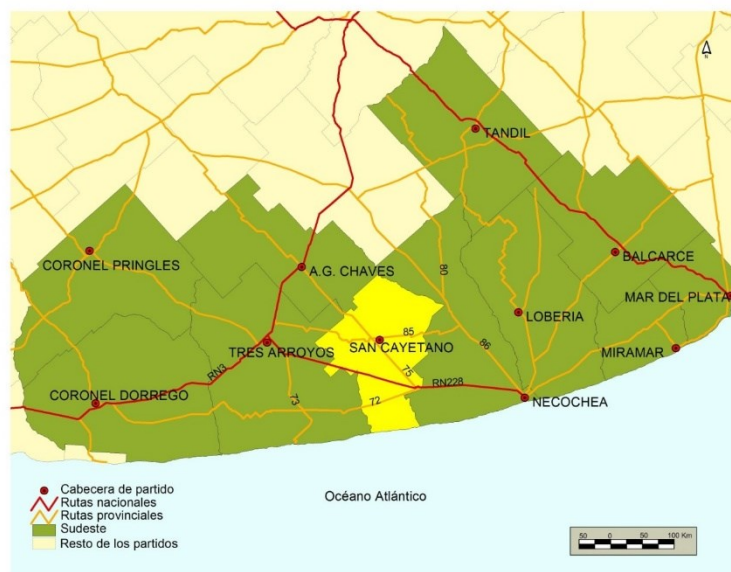 N
TANDIL
CORONEL PRINGLES
A.G. CHAVES
80
BALCARCE
MAR DEL PLATA
LOBERIA
85
86
TRES ARROYOS
SAN CAYETANO
MIRAMAR
75
RN3
RN228
CORONEL DORREGO
73
72
NECOCHEA
Cabecera de partido
Rutas nacionales
Rutas provinciales
Sudeste
Resto de los partidos
Océano Atlántico
50 0 50 100 Km